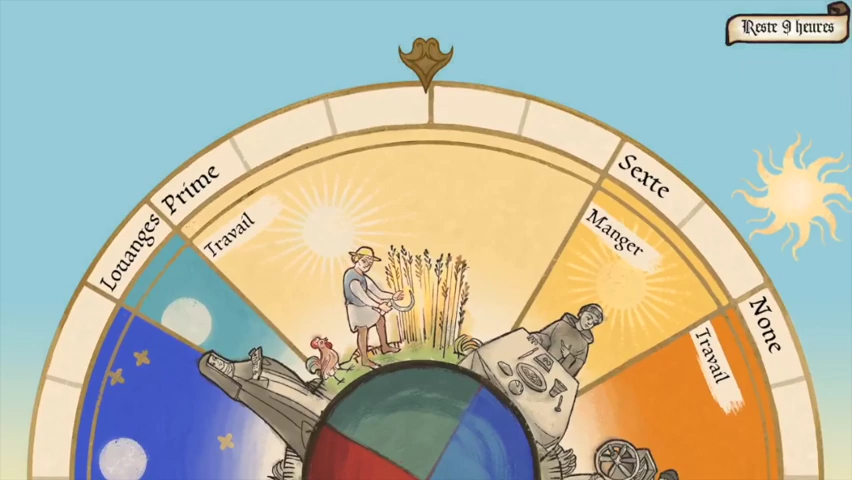 Reste 9 heures
Louanges
Prime
Sexte
None
Travail
Manger
Travail